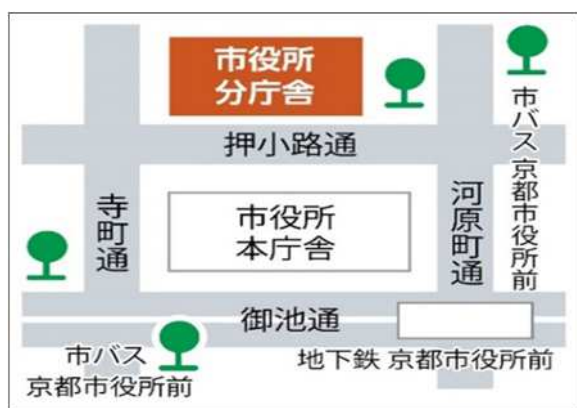 市役所
分庁舎
押小路通
寺町通
市役所
本庁舎
河原町通
市バス 京都市役所前
御池通
市バス
京都市役所前
地下鉄 京都市役所前